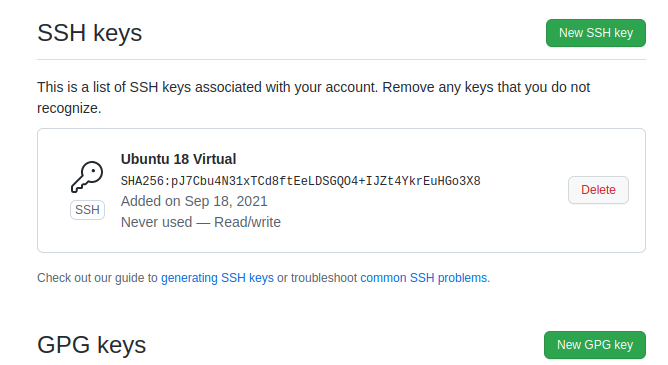 SSH keys
New SSH key
This is a list of SSH keys associated with your account. Remove any keys that you do not
recognize.
Ubuntu 18 Virtual
SHA256:pJ7Cbu4N31xTCd8ftEeLDSGQO4+IJZt4YkrEuHGo3X8
Added on Sep 18, 2021
Never used — Read/write
SSH
Delete
Check out our guide to generating SSH keys or troubleshoot common SSH problems.
GPG keys
New GPG key